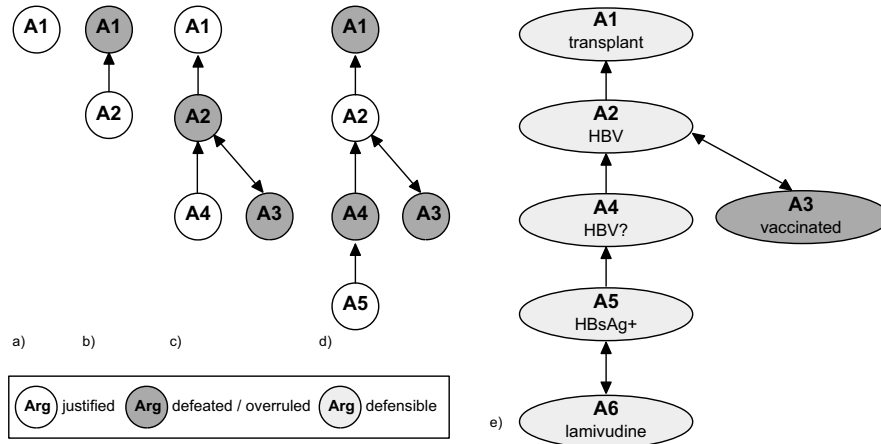 A1
A2
a)
A1
A2
b)
A1
A2
A4
A3
c)
A1
A2
A4
A3
A5
d)
A1
transplant
A2
HBV
A3
vaccinated
A4
HBV?
A5
HBsAg+
A6
lamivudine
e)
Arg justified
Arg defeated / overruled
Arg defensible